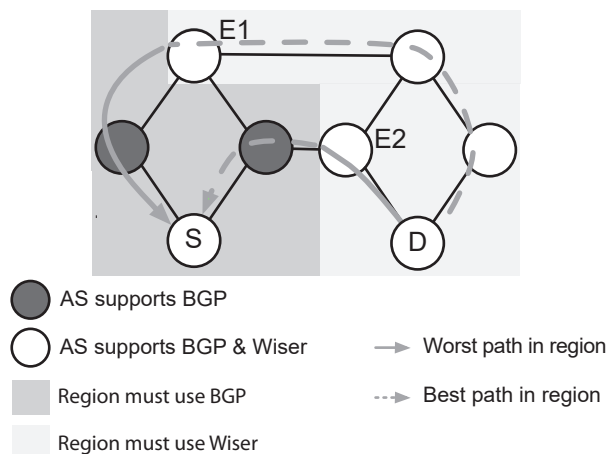 E1
E2
S
D
AS supports BGP
AS supports BGP & Wiser
Worst path in region
Region must use BGP
Best path in region
Region must use Wiser